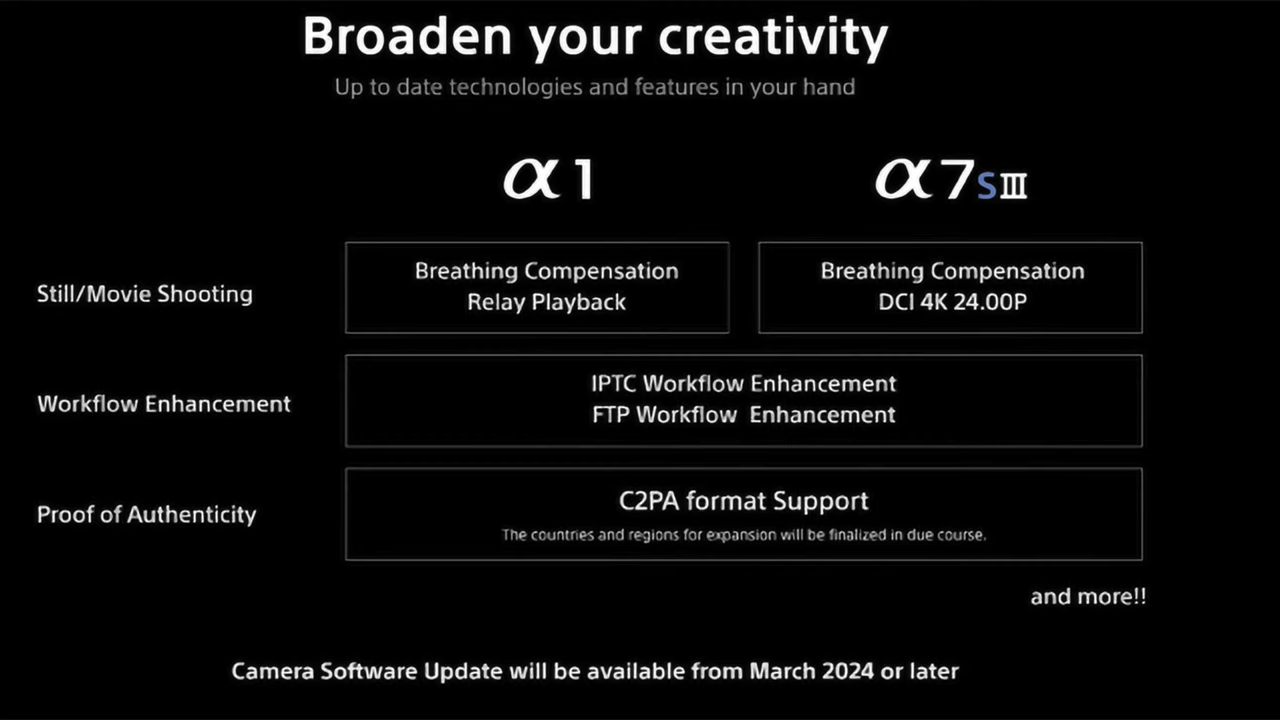 Broaden your creativity
Up to date technologies and features in your hand
α 1
α7SIII
Still/Movie Shooting
Breathing Compensation
Relay Playback
Breathing Compensation
DCI 4K 24.00P
Workflow Enhancement
IPTC Workflow Enhancement
FTP Workflow Enhancement
Proof of Authenticity
C2PA format Support
The countries and regions for expansion will be finalized in due course.
and more!!
Camera Software Update will be available from March 2024 or later